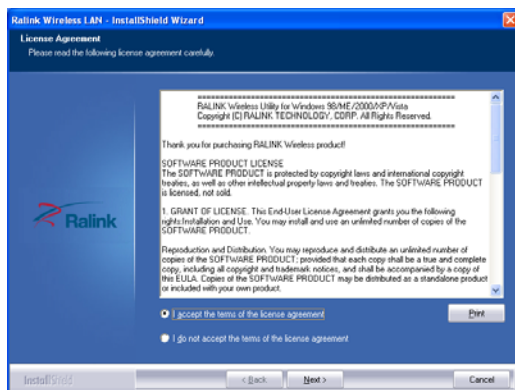 Ralink Wireless LAN - InstallShield Wizard
License Agreement
Please read the following license agreement carefully.
================================================
RALINK Wireless Utility for Windows 98/ME/2000/XP/Vista
Copyright (C) RALINK TECHNOLOGY, CORP. All Rights Reserved.
================================================
Thank you for purchasing RALINK Wireless product!
SOFTWARE PRODUCT LICENSE
The SOFTWARE PRODUCT is protected by copyright laws and international copyright
treaties, as well as other intellectual property laws and treaties. The SOFTWARE PRODUCT
is licensed, not sold.
1. GRANT OF LICENSE. This End-User License Agreement grants you the following
rights:Installation and Use. You may install and use an unlimited number of copies of the
SOFTWARE PRODUCT.
Reproduction and Distribution. You may reproduce and distribute an unlimited number of
copies of the SOFTWARE PRODUCT; provided that each copy shall be a true and complete
copy, including all copyright and trademark notices, and shall be accompanied by a copy of
this EULA. Copies of the SOFTWARE PRODUCT may be distributed as a standalone product
or included with your own product.
Ralink
I accept the terms of the license agreement
Print
I do not accept the terms of the license agreement
InstallShield
< Back
Next >
Cancel